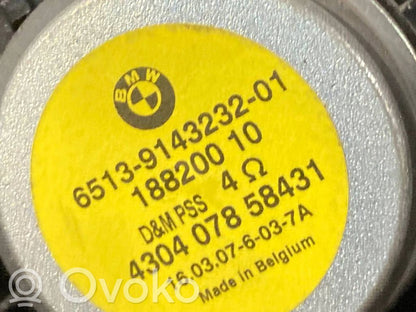 BMW
6513-9143232-01
188200 10
D&M PSS 4 Ω
4304 078 58431
16.03.07-6-03-7A
Made in Belgium
Ovoko